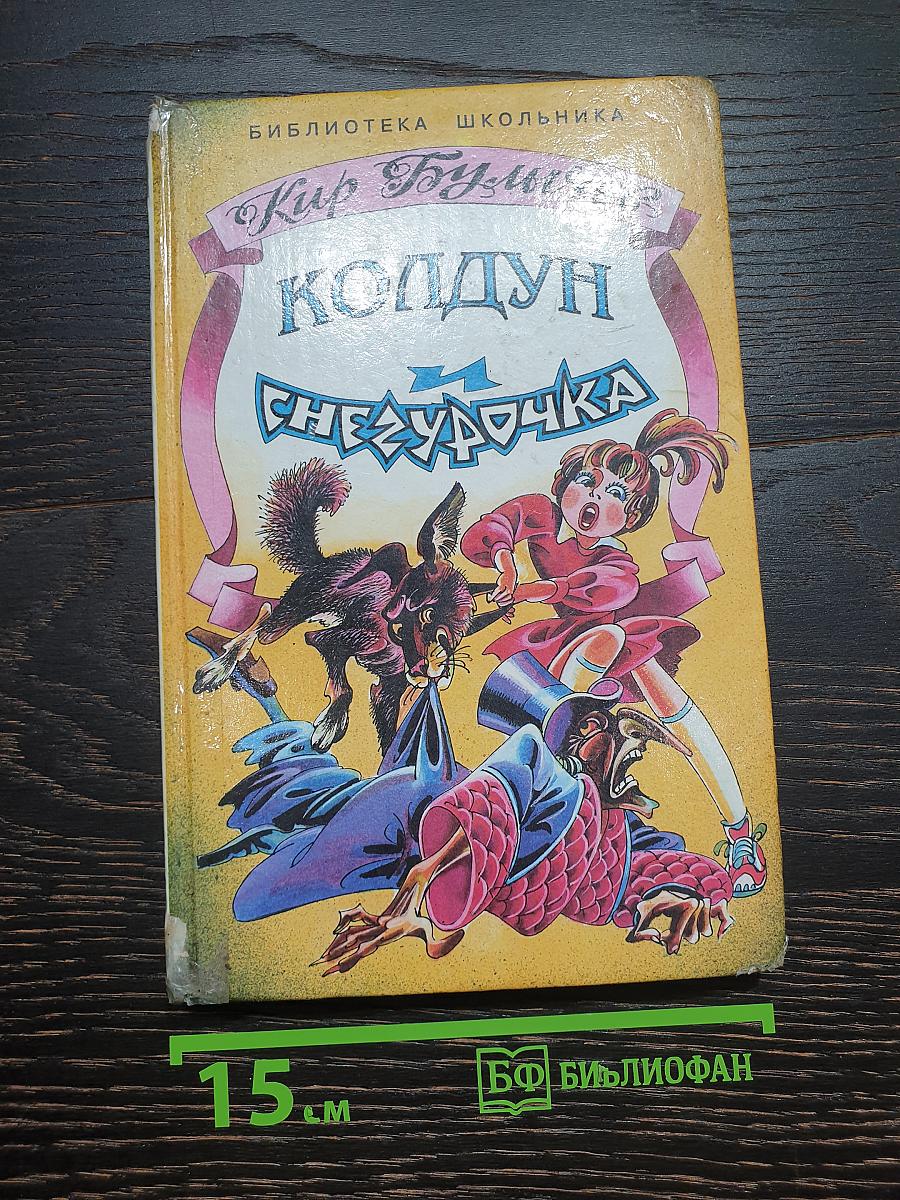 БИБЛИОТЕКА ШКОЛЬНИКА
Кир Булычев
КОЛДУН
И
СНЕГУРОЧКА
15 см
БФ БИБЛИОФАН